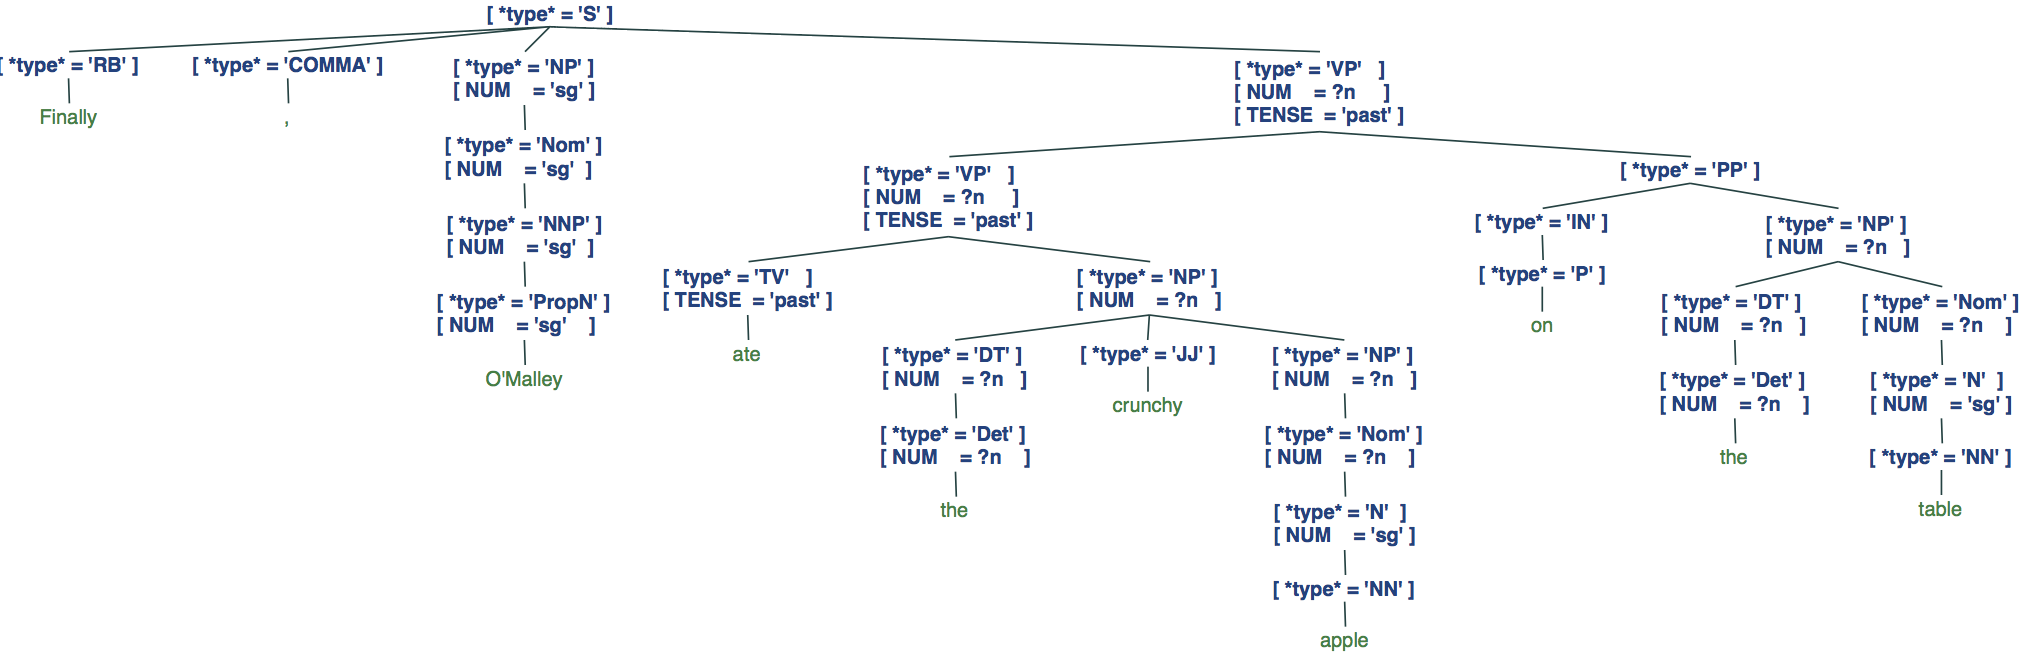 [ *type* = 'S' ]
[ *type* = 'RB' ] [ *type* = 'COMMA' ] [ *type* = 'NP' ] [ *type* = 'VP' ]
[ NUM = 'sg' ] [ NUM = ?n ]
Finally , [ TENSE = 'past' ]
[ *type* = 'Nom' ] [ *type* = 'VP' ] [ *type* = 'PP' ]
[ NUM = 'sg' ] [ NUM = ?n ]
[ TENSE = 'past' ]
[ *type* = 'NNP' ] [ *type* = 'IN' ] [ *type* = 'NP' ]
[ NUM = 'sg' ] [ NUM = ?n ]
[ *type* = 'TV' ] [ *type* = 'NP' ] [ *type* = 'P' ]
[ TENSE = 'past' ] [ NUM = ?n ]
[ *type* = 'PropN' ] [ *type* = 'DT' ] [ *type* = 'Nom' ]
[ NUM = 'sg' ] on [ NUM = ?n ] [ NUM = ?n ]
ate [ *type* = 'DT' ] [ *type* = 'JJ' ] [ *type* = 'NP' ]
O'Malley [ NUM = ?n ] [ NUM = ?n ] [ *type* = 'Det' ] [ *type* = 'N' ]
crunchy [ NUM = ?n ] [ NUM = 'sg' ]
[ *type* = 'Det' ] [ *type* = 'Nom' ]
[ NUM = ?n ] [ NUM = ?n ] the [ *type* = 'NN' ]
the [ *type* = 'N' ] table
[ NUM = 'sg' ]
[ *type* = 'NN' ]
apple